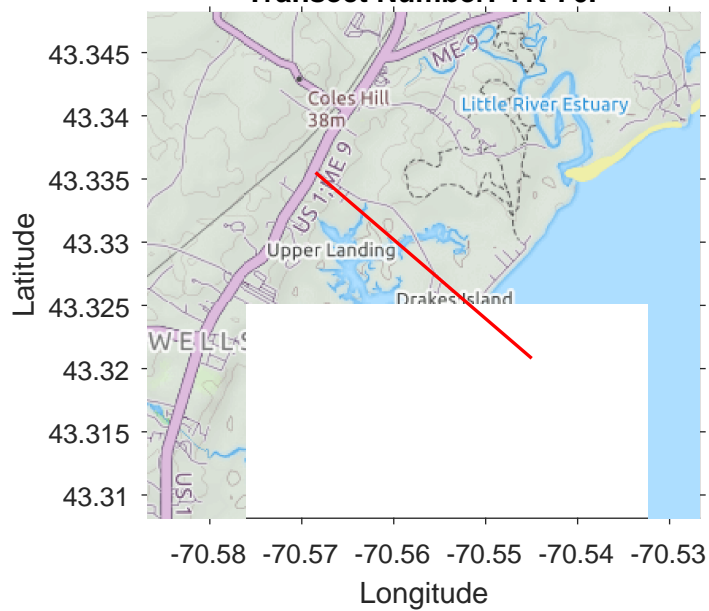 Transect Number: YK
43.345
43.34
43.335
43.33
43.325
43.32
43.315
43.31
Latitude
ME 9
Coles Hill
38m
Little River Estuary
US 1;ME 9
Upper Landing
Drakes Island
WELLS
US 1
-70.58 -70.57 -70.56 -70.55 -70.54 -70.53
Longitude